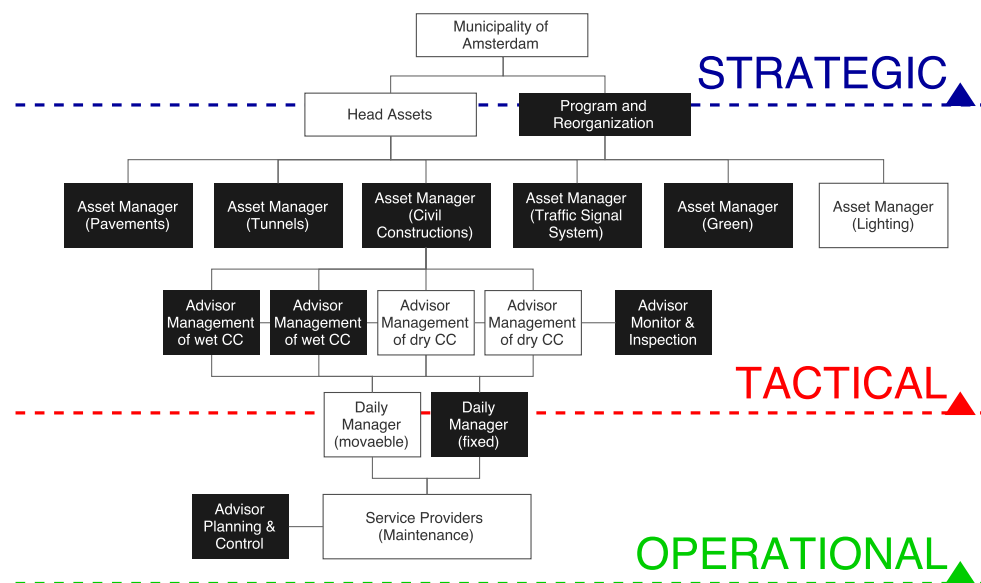 Municipality of
Amsterdam
STRATEGIC
Head Assets
Program and
Reorganization
Asset Manager
(Pavements)
Asset Manager
(Tunnels)
Asset Manager
(Civil
Constructions)
Asset Manager
(Traffic Signal
System)
Asset Manager
(Green)
Asset Manager
(Lighting)
Advisor
Management
of wet CC
Advisor
Management
of wet CC
Advisor
Management
of dry CC
Advisor
Management
of dry CC
Advisor
Monitor &
Inspection
TACTICAL
Daily
Manager
(movaeble)
Daily
Manager
(fixed)
Advisor
Planning &
Control
Service Providers
(Maintenance)
OPERATIONAL